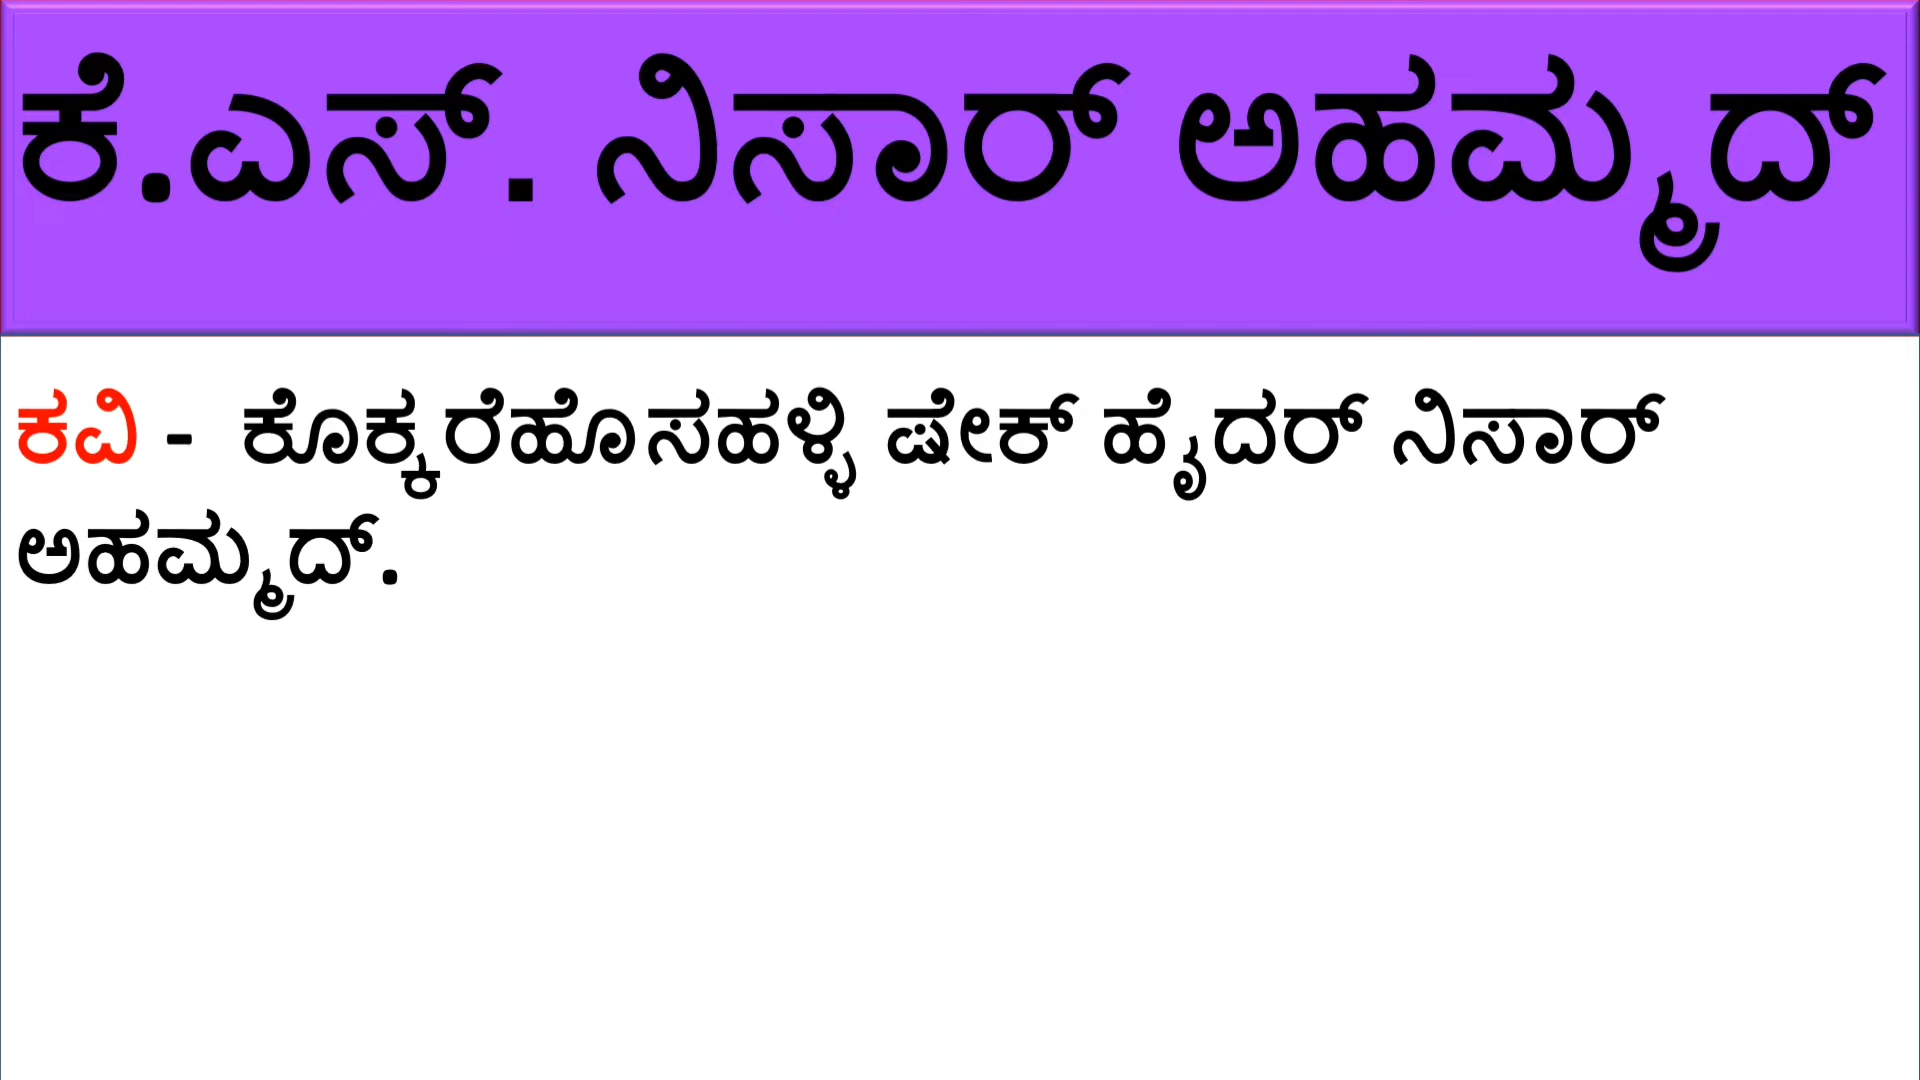 ಕೆ.ಎಸ್. ನಿಸಾರ್ ಅಹಮ್ಮದ್
ಕವಿ - ಕೊಕ್ಕರೆಹೊಸಹಳ್ಳಿ ಷೇಕ್ ಹೈದರ್ ನಿಸಾರ್
ಅಹಮ್ಮದ್.